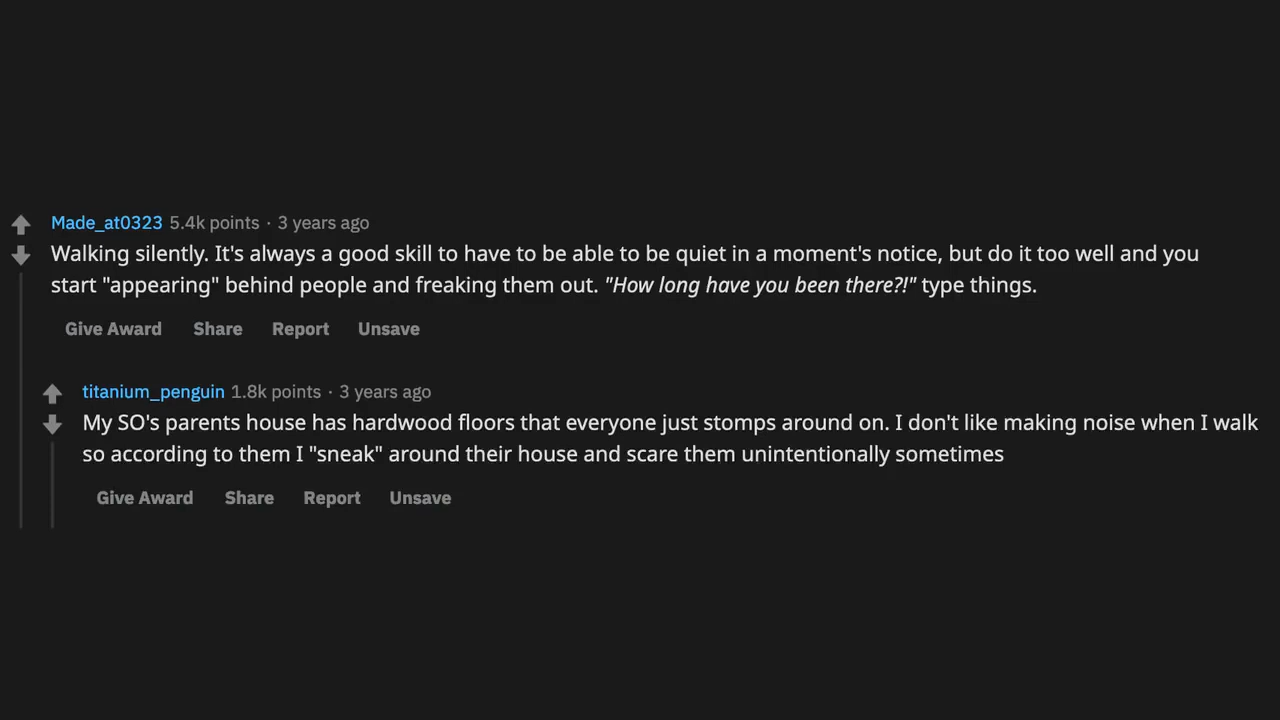 Made_at0323 5.4k points · 3 years ago
Walking silently. It's always a good skill to have to be able to be quiet in a moment's notice, but do it too well and you
start "appearing" behind people and freaking them out. "How long have you been there?!" type things.
Give Award Share Report Unsave
titanium_penguin 1.8k points · 3 years ago
My SO's parents house has hardwood floors that everyone just stomps around on. I don't like making noise when I walk
so according to them I "sneak" around their house and scare them unintentionally sometimes
Give Award Share Report Unsave